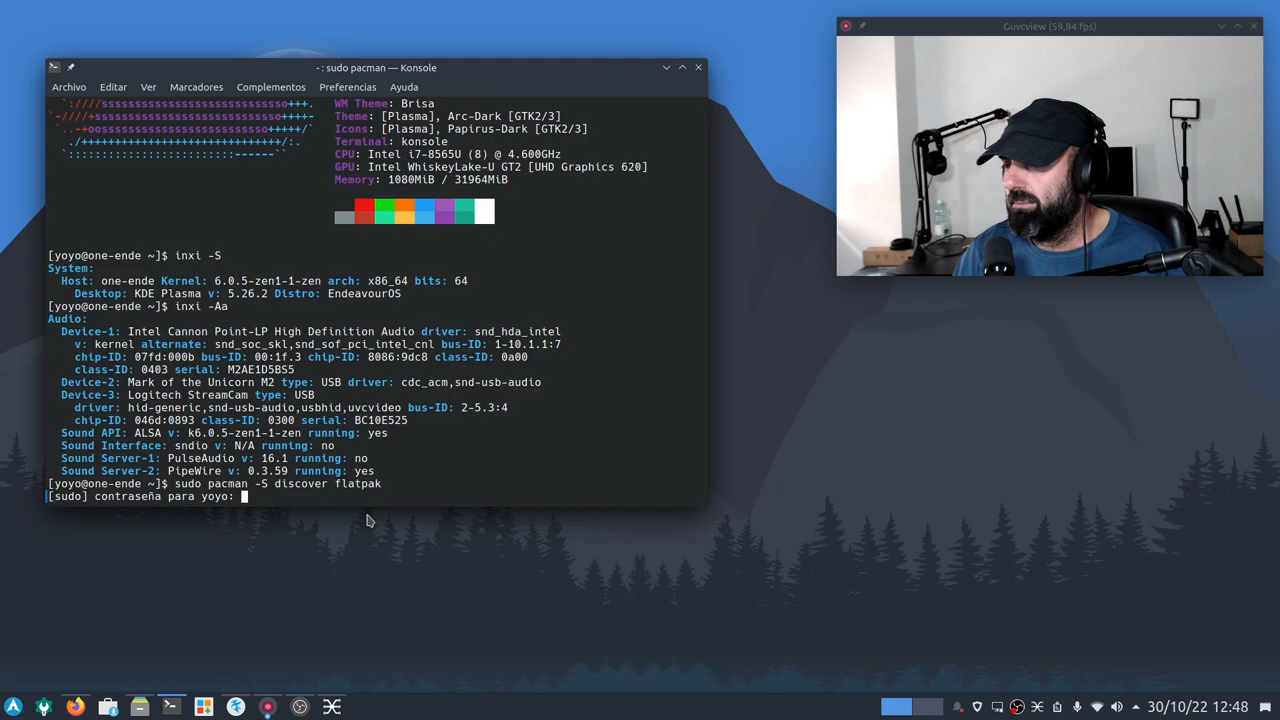 - : sudo pacman — Konsole
Archivo Editar Ver Marcadores Complementos Preferencias Ayuda
`:////ssssssssssssssssssssssssssso+++.
`-////+ssssssssssssssssssssssssssso++++-
`..-+oosssssssssssssssssssssssso+++++/`
./++++++++++++++++++++++++++++++/:.
`:::::::::::::::::::::::::------``
WM Theme: Brisa
Theme: [Plasma], Arc-Dark [GTK2/3]
Icons: [Plasma], Papirus-Dark [GTK2/3]
Terminal: konsole
CPU: Intel i7-8565U (8) @ 4.600GHz
GPU: Intel WhiskeyLake-U GT2 [UHD Graphics 620]
Memory: 1080MiB / 31964MiB
[yoyo@one-ende ~]$ inxi -S
System:
Host: one-ende Kernel: 6.0.5-zen1-1-zen arch: x86_64 bits: 64
Desktop: KDE Plasma v: 5.26.2 Distro: EndeavourOS
[yoyo@one-ende ~]$ inxi -Aa
Audio:
Device-1: Intel Cannon Point-LP High Definition Audio driver: snd_hda_intel
v: kernel alternate: snd_soc_skl,snd_sof_pci_intel_cnl bus-ID: 1-10.1.1:7
chip-ID: 07fd:000b bus-ID: 00:1f.3 chip-ID: 8086:9dc8 class-ID: 0a00
class-ID: 0403 serial: M2AE1D5BS5
Device-2: Mark of the Unicorn M2 type: USB driver: cdc_acm,snd-usb-audio
Device-3: Logitech StreamCam type: USB
driver: hid-generic,snd-usb-audio,usbhid,uvcvideo bus-ID: 2-5.3:4
chip-ID: 046d:0893 class-ID: 0300 serial: BC10E525
Sound API: ALSA v: k6.0.5-zen1-1-zen running: yes
Sound Interface: sndio v: N/A running: no
Sound Server-1: PulseAudio v: 16.1 running: no
Sound Server-2: PipeWire v: 0.3.59 running: yes
[yoyo@one-ende ~]$ sudo pacman -S discover flatpak
[sudo] contraseña para yoyo:
Guvcview (59,84 fps)
30/10/22 12:48